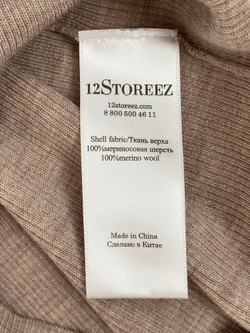 12STOREEZ
12storeez.com
8 800 500 46 11
Shell fabric/Ткань верха
100%мериносовая шерсть
100%merino wool
Made in China
Сделано в Китае